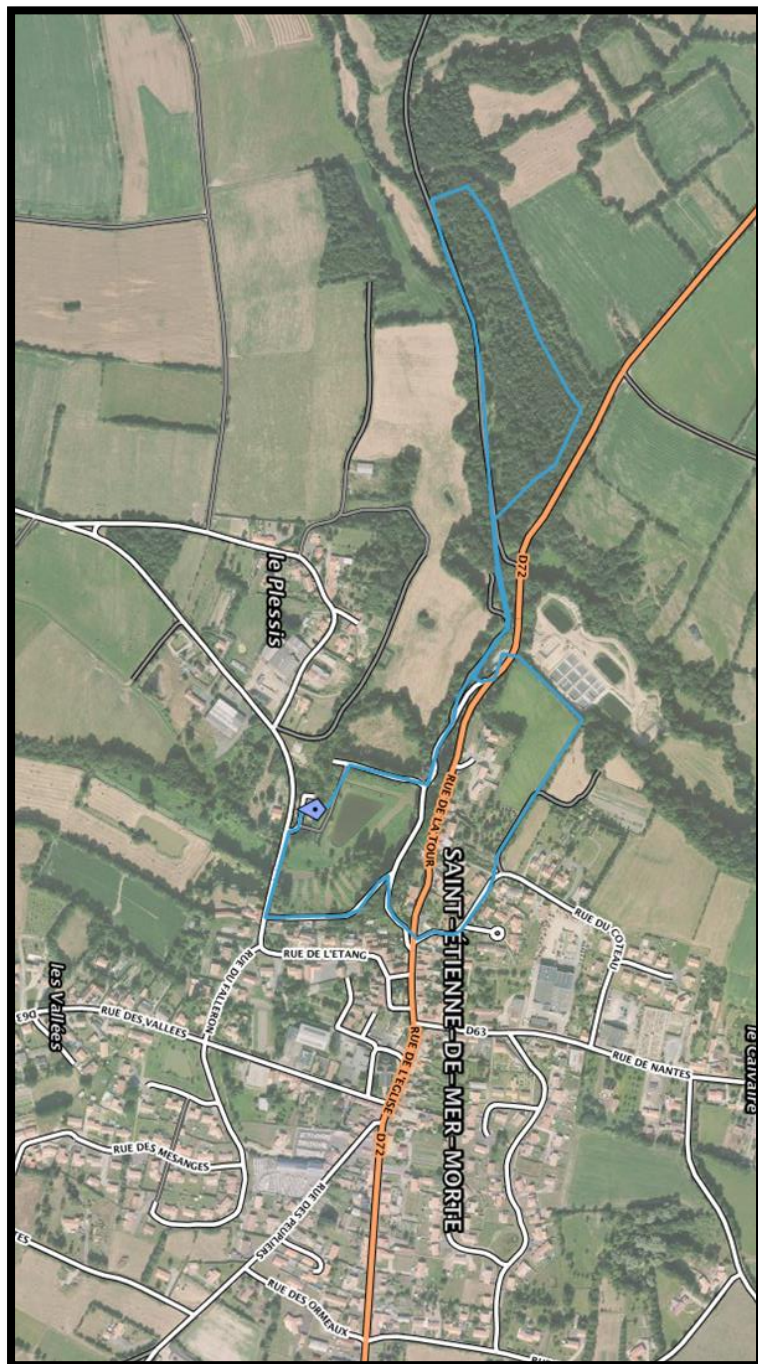 D72
le Plessis
RUE DE LA TOUR
SAINT-ÉTIENNE-DE-MER-MORTE
RUE DU COTEAU
RUE DE L'ETANG
RUE DU FALLERON
les Vallées
D63
RUE DES VALLEES
D63
RUE DE NANTES
le Calvaire
RUE DE L'EGLISE
D72
RUE DES MESANGES
RUE DES PEUPLIERS
RUE DES ORMEAUX
TES